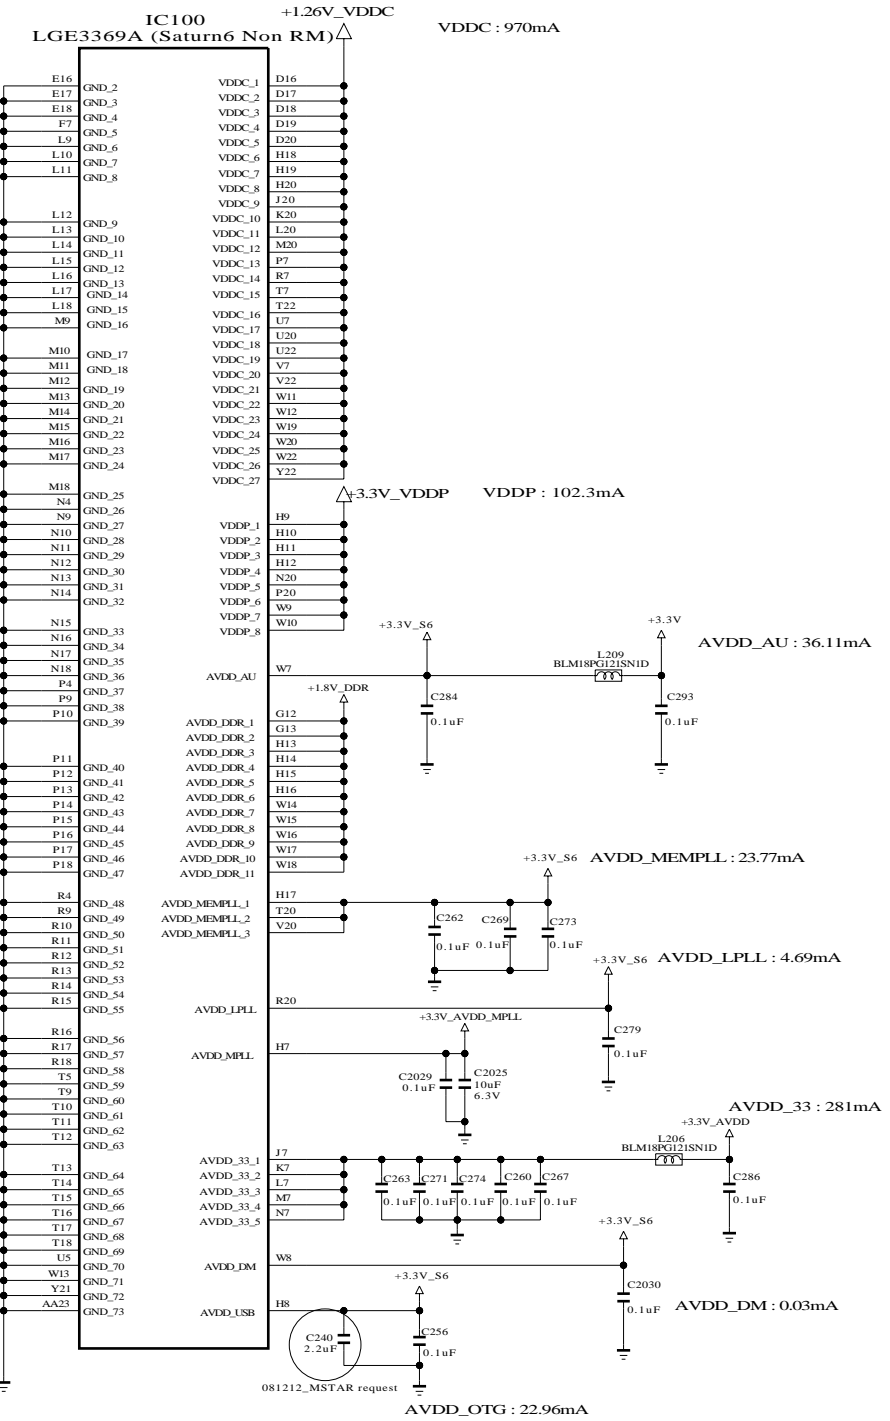 +1.26V_VDDC
IC100
LGE3369A (Saturn6 Non RM)
VDDC : 970mA
E16 GND_2 VDDC_1 D16
E17 GND_3 VDDC_2 D17
E18 GND_4 VDDC_3 D18
F7 GND_5 VDDC_4 D19
L9 GND_6 VDDC_5 D20
L10 GND_7 VDDC_6 H18
L11 GND_8 VDDC_7 H19
VDDC_8 H20
VDDC_9 J20
L12 GND_9 VDDC_10 K20
L13 GND_10 VDDC_11 L20
L14 GND_11 VDDC_12 M20
L15 GND_12 VDDC_13 P7
L16 GND_13 VDDC_14 R7
L17 GND_14 VDDC_15 T7
L18 GND_15 VDDC_16 T22
M9 GND_16 VDDC_17 U7
VDDC_18 U20
M10 GND_17 VDDC_19 U22
M11 GND_18 VDDC_20 V7
M12 GND_19 VDDC_21 V22
M13 GND_20 VDDC_22 W11
M14 GND_21 VDDC_23 W12
M15 GND_22 VDDC_24 W19
M16 GND_23 VDDC_25 W20
M17 GND_24 VDDC_26 W22
VDDC_27 Y22
M18 GND_25
+3.3V_VDDP
VDDP : 102.3mA
N4 GND_26
N9 GND_27 VDDP_1 H9
N10 GND_28 VDDP_2 H10
N11 GND_29 VDDP_3 H11
N12 GND_30 VDDP_4 H12
N13 GND_31 VDDP_5 N20
N14 GND_32 VDDP_6 P20
VDDP_7 W9
N15 GND_33 VDDP_8 W10
+3.3V_S6
+3.3V
AVDD_AU : 36.11mA
N16 GND_34
N17 GND_35
L209
BLM18PG121SN1D
N18 GND_36 AVDD_AU W7
P4 GND_37
+1.8V_DDR
P9 GND_38
C284
0.1uF
C293
0.1uF
P10 GND_39 AVDD_DDR_1 G12
AVDD_DDR_2 G13
AVDD_DDR_3 H13
P11 GND_40 AVDD_DDR_4 H14
P12 GND_41 AVDD_DDR_5 H15
P13 GND_42 AVDD_DDR_6 H16
P14 GND_43 AVDD_DDR_7 W14
P15 GND_44 AVDD_DDR_8 W15
P16 GND_45 AVDD_DDR_9 W16
P17 GND_46 AVDD_DDR_10 W17
P18 GND_47 AVDD_DDR_11 W18
+3.3V_S6
AVDD_MEMPLL : 23.77mA
R4 GND_48 AVDD_MEMPLL_1 H17
R9 GND_49 AVDD_MEMPLL_2 T20
R10 GND_50 AVDD_MEMPLL_3 V20
C262
0.1uF
C269
0.1uF
C273
0.1uF
R11 GND_51
R12 GND_52
R13 GND_53
R14 GND_54
+3.3V_S6
AVDD_LPLL : 4.69mA
R15 GND_55 AVDD_LPLL R20
+3.3V_AVDD_MPLL
C279
0.1uF
R16 GND_56
R17 GND_57 AVDD_MPLL H7
R18 GND_58
T5 GND_59
T9 GND_60
C2029
0.1uF
C2025
10uF
6.3V
T10 GND_61
T11 GND_62
T12 GND_63
AVDD_33 : 281mA
+3.3V_AVDD
L206
BLM18PG121SN1D
AVDD_33_1 J7
T13 GND_64 AVDD_33_2 K7
T14 GND_65 AVDD_33_3 L7
T15 GND_66 AVDD_33_4 M7
T16 GND_67 AVDD_33_5 N7
C263
0.1uF
C271
0.1uF
C274
0.1uF
C260
0.1uF
C267
0.1uF
C286
0.1uF
T17 GND_68
T18 GND_69
+3.3V_S6
U5 GND_70 AVDD_DM W8
W13 GND_71
Y21 GND_72
+3.3V_S6
C2030
0.1uF
AVDD_DM : 0.03mA
AA23 GND_73 AVDD_USB H8
C240
2.2uF
C256
0.1uF
081212_MSTAR request
AVDD_OTG : 22.96mA